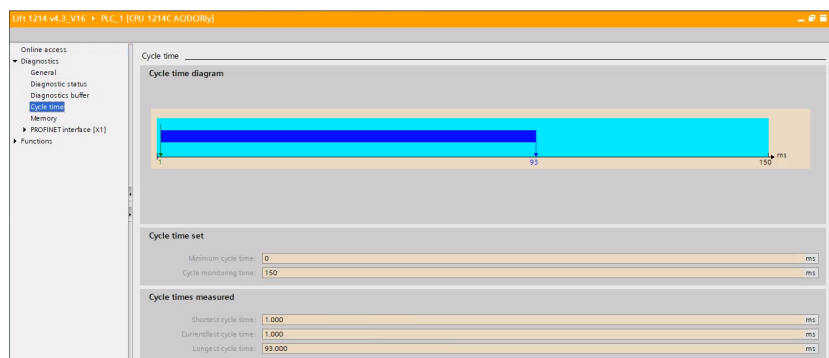 Lift 1214 v4.3_V16 ▸ PLC_1 [CPU 1214C AC/DC/Rly]
Online access
Diagnostics
General
Diagnostic status
Diagnostics buffer
Cycle time
Memory
PROFINET interface [X1]
Functions
Cycle time
Cycle time diagram
1
93
150
ms
Cycle time set
Minimum cycle time: 0 ms
Cycle monitoring time: 150 ms
Cycle times measured
Shortest cycle time: 1.000 ms
Current/last cycle time: 1.000 ms
Longest cycle time: 93.000 ms